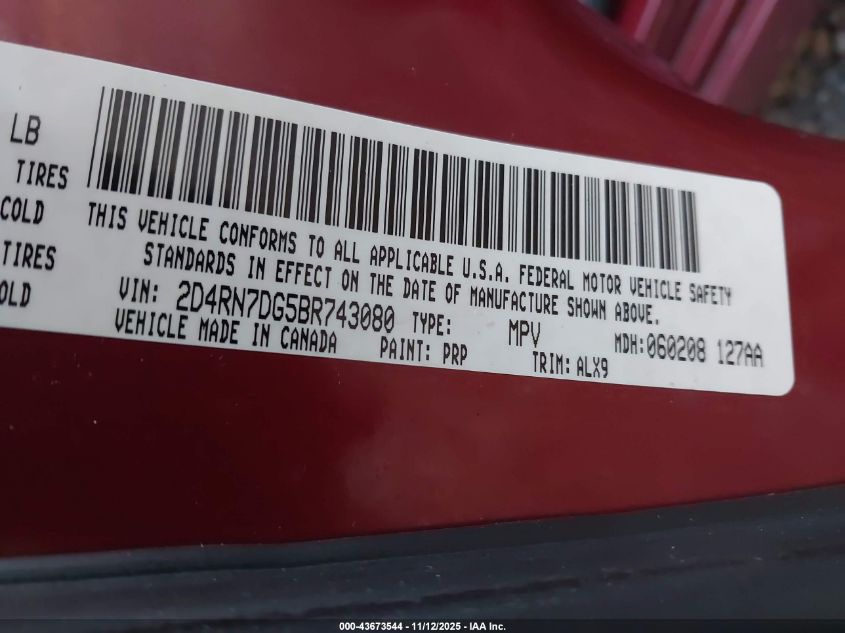 LB
TIRES
COLD
TIRES
OLD
THIS VEHICLE CONFORMS TO ALL APPLICABLE U.S.A. FEDERAL MOTOR VEHICLE SAFETY
STANDARDS IN EFFECT ON THE DATE OF MANUFACTURE SHOWN ABOVE.
VIN: 2D4RN7DG5BR743080 TYPE: MPV MDH:060208 127AA
VEHICLE MADE IN CANADA PAINT: PRP TRIM: ALX9
000-43673544 - 11/12/2025 - IAA Inc.